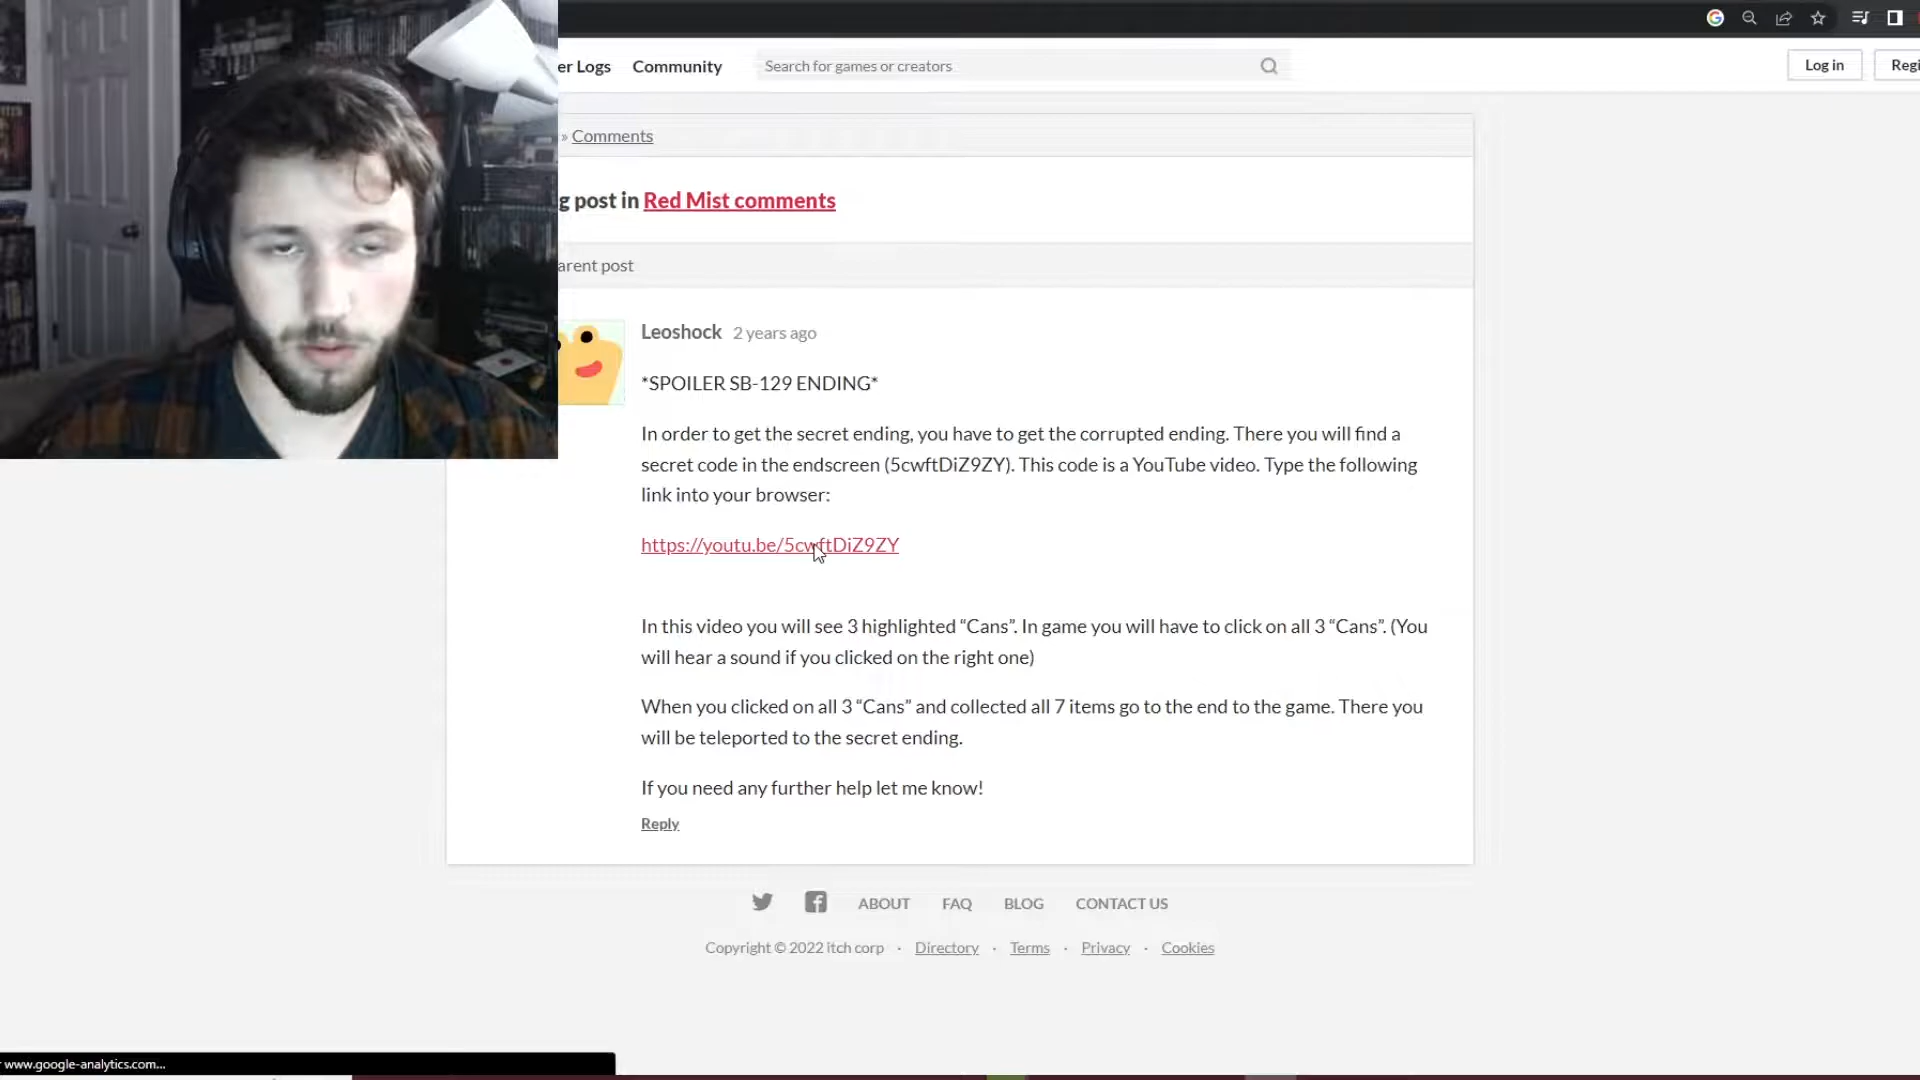 er Logs Community Search for games or creators Log in Regi
» Comments
g post in Red Mist comments
arent post
Leoshock 2 years ago
*SPOILER SB-129 ENDING*
In order to get the secret ending, you have to get the corrupted ending. There you will find a
secret code in the endscreen (5cwftDiZ9ZY). This code is a YouTube video. Type the following
link into your browser:
https://youtu.be/5cwftDiZ9ZY
In this video you will see 3 highlighted “Cans”. In game you will have to click on all 3 “Cans”. (You
will hear a sound if you clicked on the right one)
When you clicked on all 3 “Cans” and collected all 7 items go to the end to the game. There you
will be teleported to the secret ending.
If you need any further help let me know!
Reply
ABOUT FAQ BLOG CONTACT US
Copyright © 2022 itch corp · Directory · Terms · Privacy · Cookies
www.google-analytics.com...